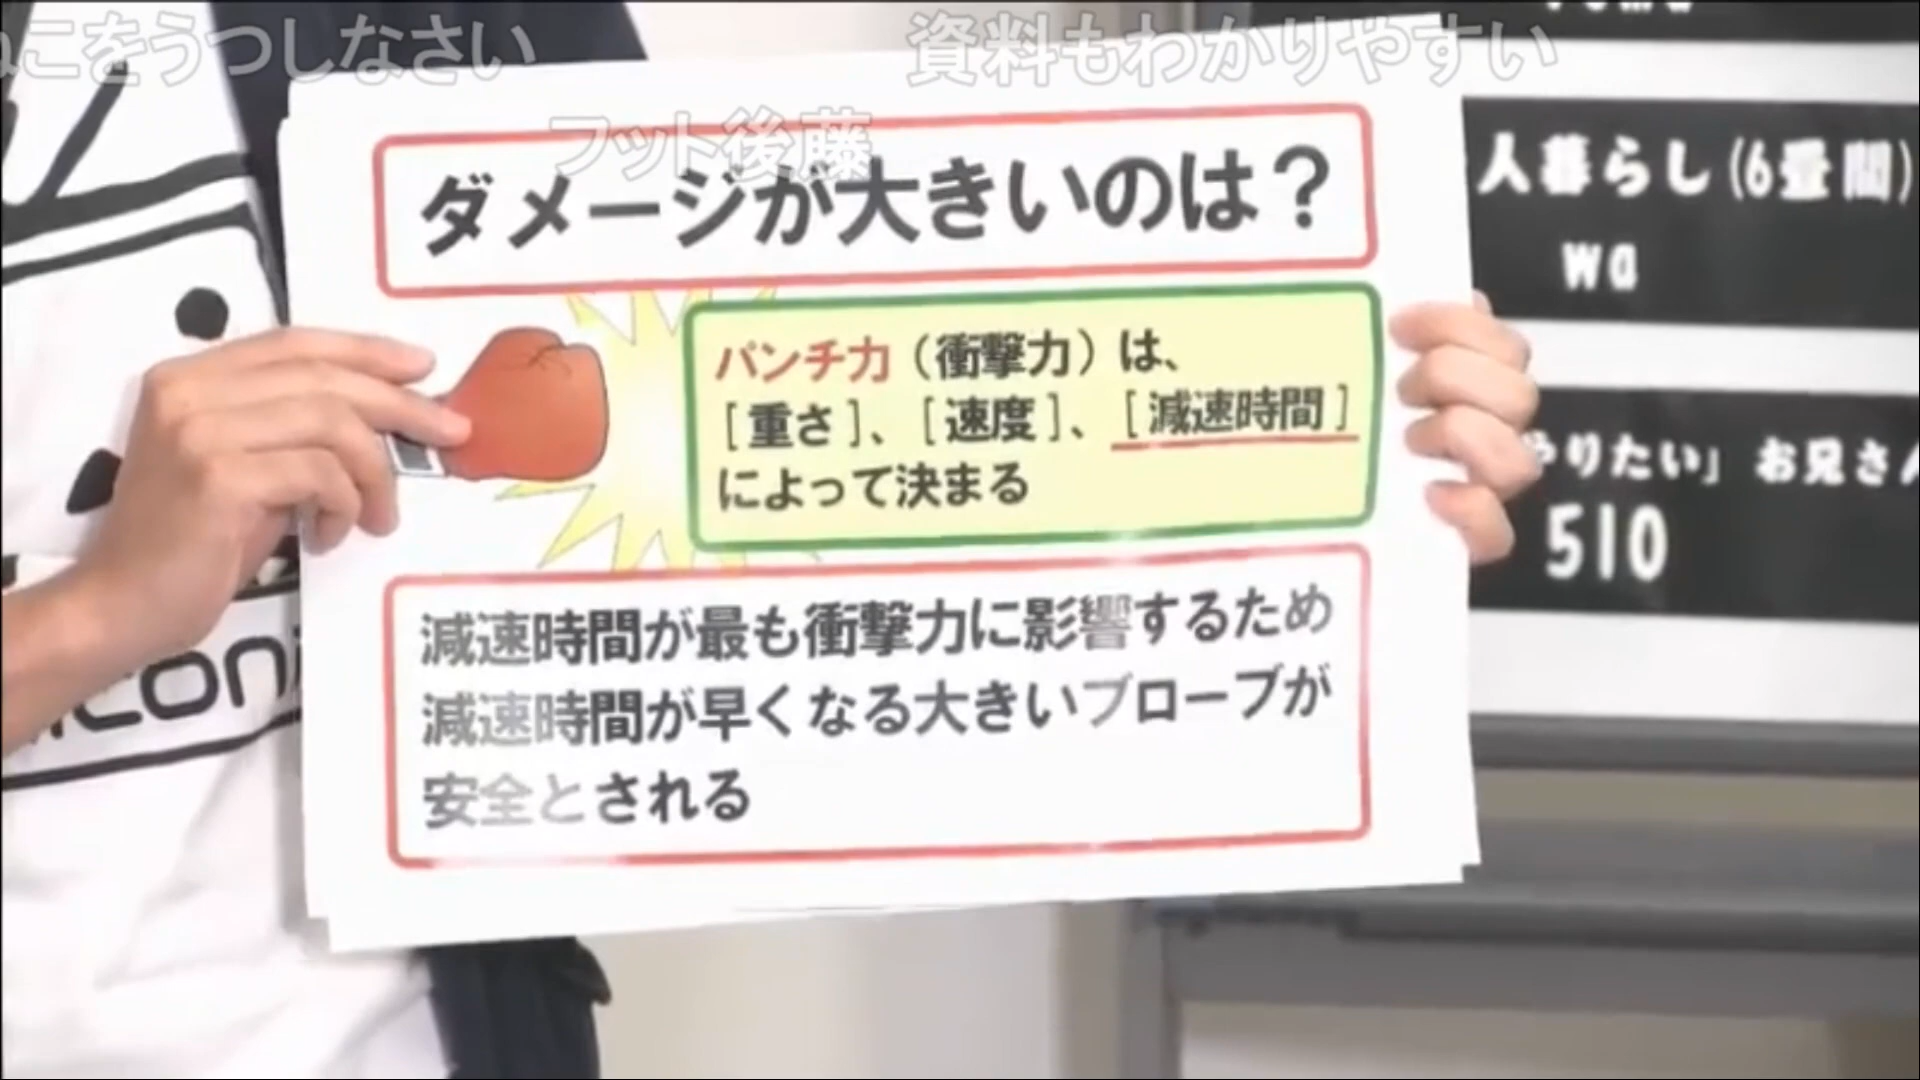 ねこをうつしなさい
資料もわかりやすい
フット後藤
ダメージが大きいのは？
パンチ力（衝撃力）は、
[重さ]、[速度]、[減速時間]
によって決まる
減速時間が最も衝撃力に影響するため
減速時間が早くなる大きいブローブが
安全とされる
人暮らし(6畳間)
wa
やりたい」お兄さん
510